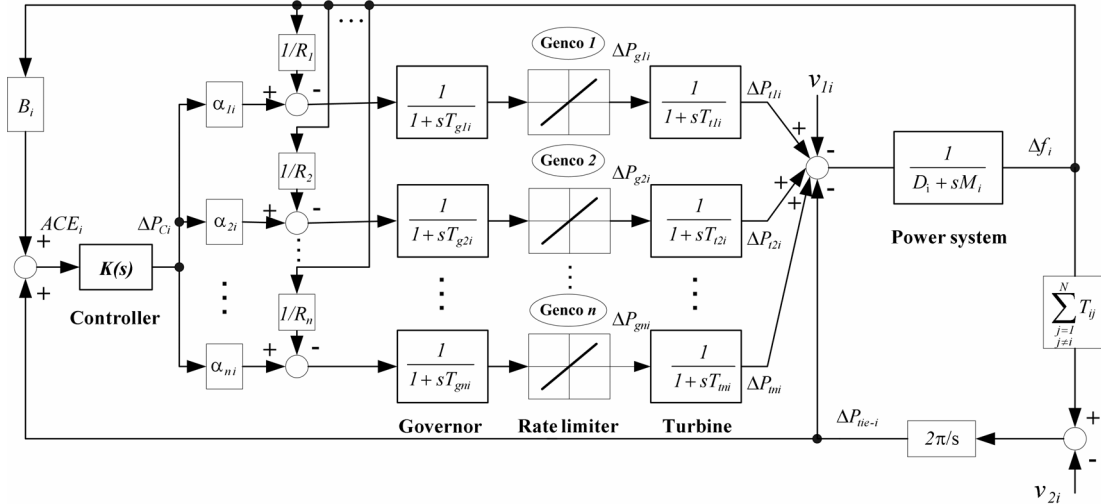 1/R₁
Genco 1
ΔP_g1i
v_1i
B_i
α_1i
+
-
1
1 + sT_g1i
1
1 + sT_t1i
ΔP_t1i
+
-
1
D_i + sM_i
Δf_i
1/R₂
Genco 2
ΔP_g2i
+
+
-
ACE_i
ΔP_Ci
α_2i
+
-
1
1 + sT_g2i
1
1 + sT_t2i
ΔP_t2i
Power system
+
+
K(s)
Controller
1/R_n
Genco n
ΔP_gni
N
∑ T_ij
j=1
j≠i
α_ni
+
-
1
1 + sT_gni
1
1 + sT_tni
ΔP_tni
Governor
Rate limiter
Turbine
ΔP_tie-i
2π/s
+
-
v_2i